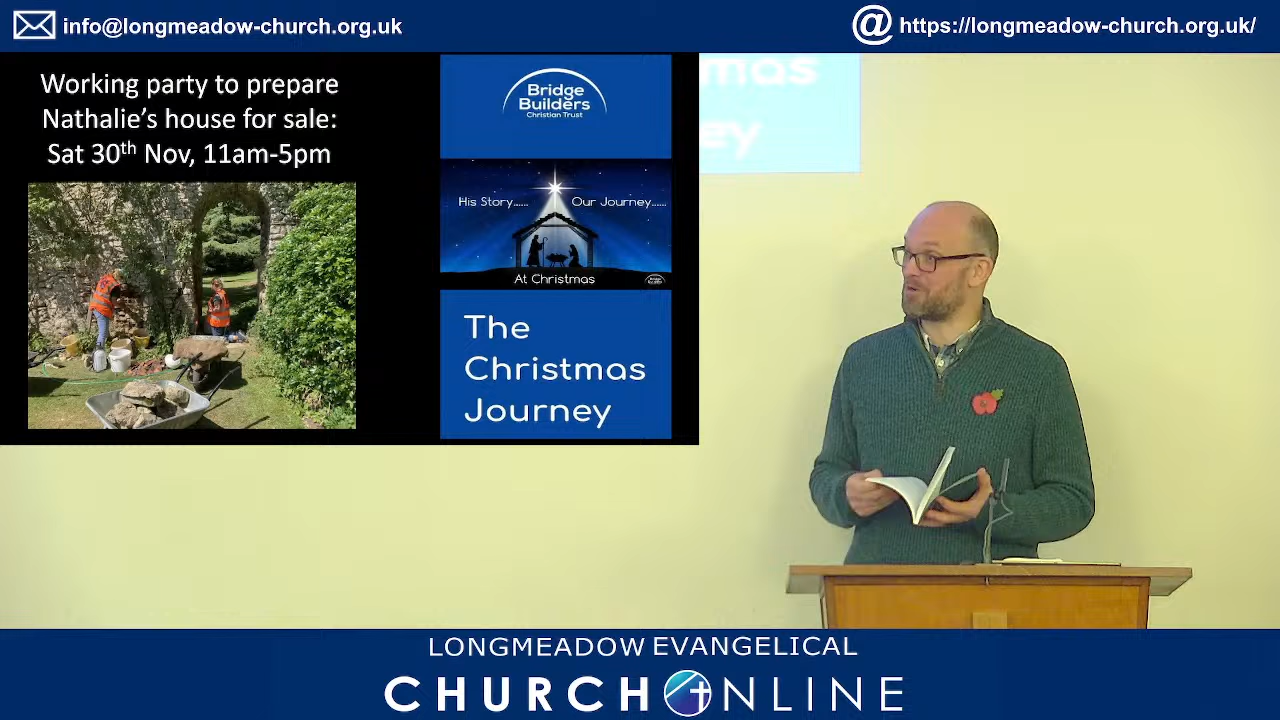 info@longmeadow-church.org.uk
https://longmeadow-church.org.uk/
Working party to prepare
Nathalie's house for sale:
Sat 30th Nov, 11am-5pm
Bridge
Builders
Christian Trust
His Story......
Our Journey......
At Christmas
The
Christmas
Journey
mas
ey
LONGMEADOW EVANGELICAL
CHURCH ONLINE